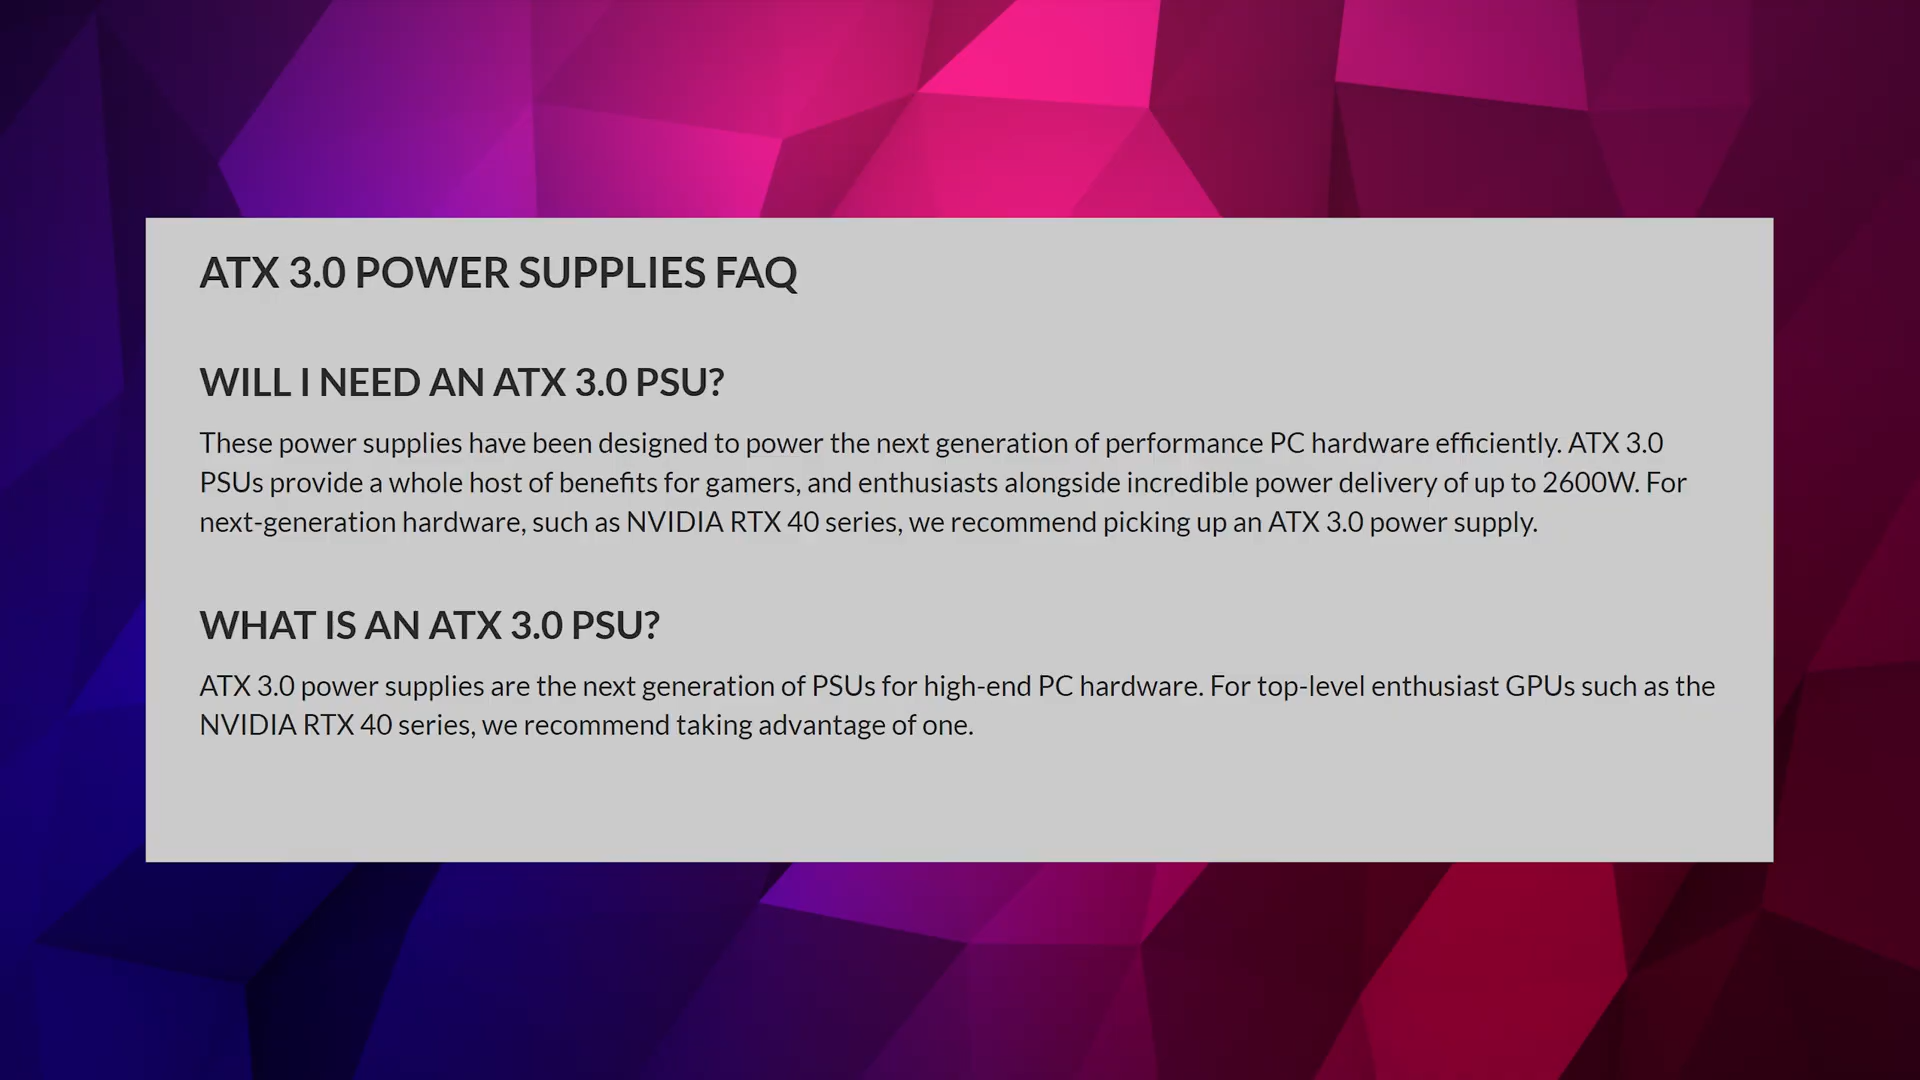 ATX 3.0 POWER SUPPLIES FAQ
WILL I NEED AN ATX 3.0 PSU?
These power supplies have been designed to power the next generation of performance PC hardware efficiently. ATX 3.0
PSUs provide a whole host of benefits for gamers, and enthusiasts alongside incredible power delivery of up to 2600W. For
next-generation hardware, such as NVIDIA RTX 40 series, we recommend picking up an ATX 3.0 power supply.
WHAT IS AN ATX 3.0 PSU?
ATX 3.0 power supplies are the next generation of PSUs for high-end PC hardware. For top-level enthusiast GPUs such as the
NVIDIA RTX 40 series, we recommend taking advantage of one.